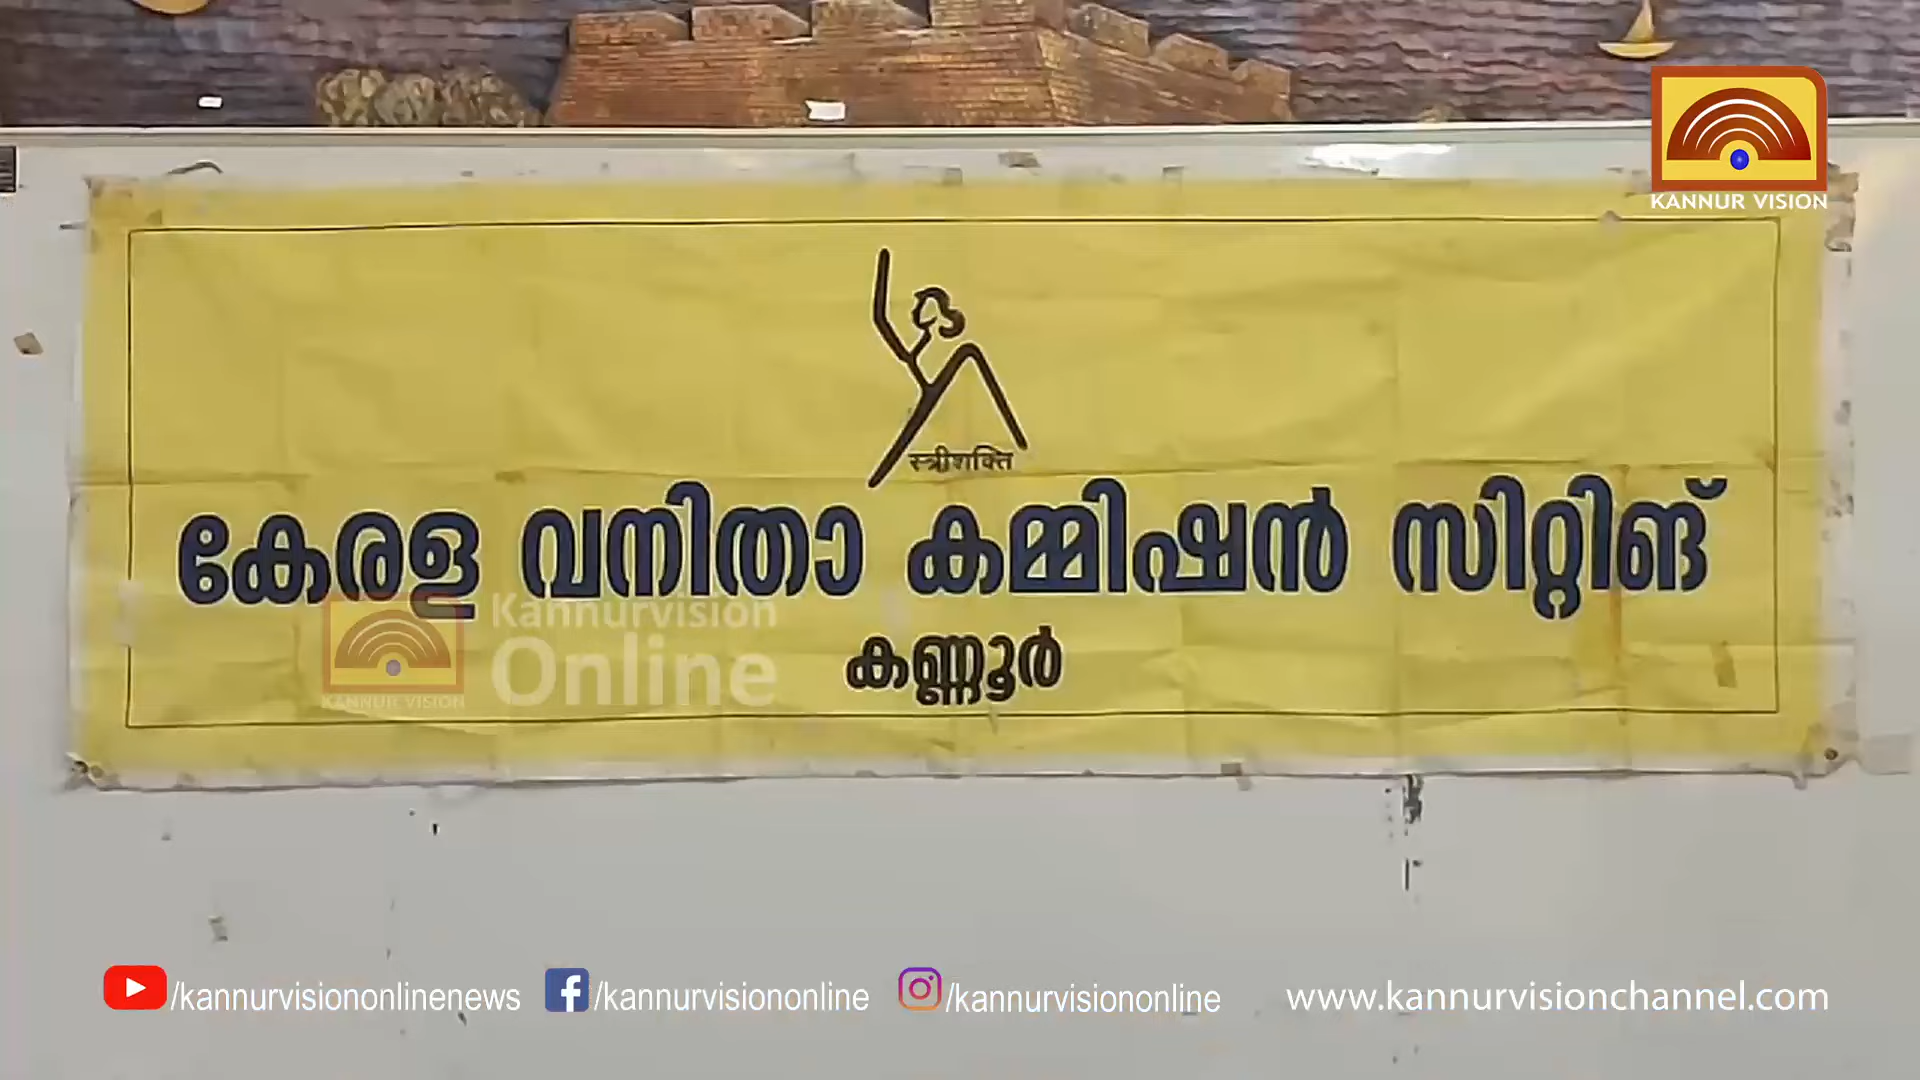 KANNUR VISION
स्त्रीशक्ति
കേരള വനിതാ കമ്മിഷൻ സിറ്റിങ്
Kannurvision
Online
KANNUR VISION
കണ്ണൂർ
/kannurvisiononlinenews /kannurvisiononline /kannurvisiononline www.kannurvisionchannel.com